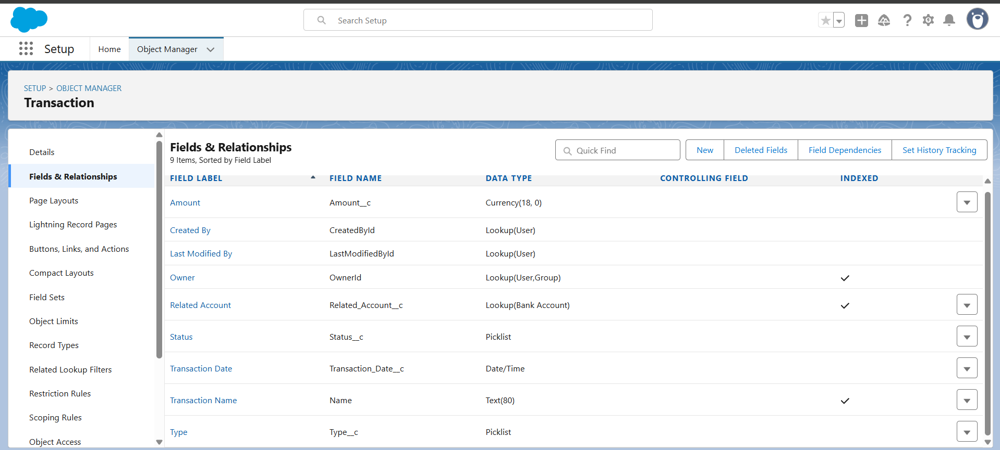 Search Setup
Setup
Home
Object Manager
SETUP > OBJECT MANAGER
Transaction
Details
Fields & Relationships
Page Layouts
Lightning Record Pages
Buttons, Links, and Actions
Compact Layouts
Field Sets
Object Limits
Record Types
Related Lookup Filters
Restriction Rules
Scoping Rules
Object Access
Fields & Relationships
9 Items, Sorted by Field Label
Quick Find
New
Deleted Fields
Field Dependencies
Set History Tracking
FIELD LABEL FIELD NAME DATA TYPE CONTROLLING FIELD INDEXED
Amount Amount__c Currency(18, 0)
Created By CreatedById Lookup(User)
Last Modified By LastModifiedById Lookup(User)
Owner OwnerId Lookup(User,Group)
Related Account Related_Account__c Lookup(Bank Account)
Status Status__c Picklist
Transaction Date Transaction_Date__c Date/Time
Transaction Name Name Text(80)
Type Type__c Picklist